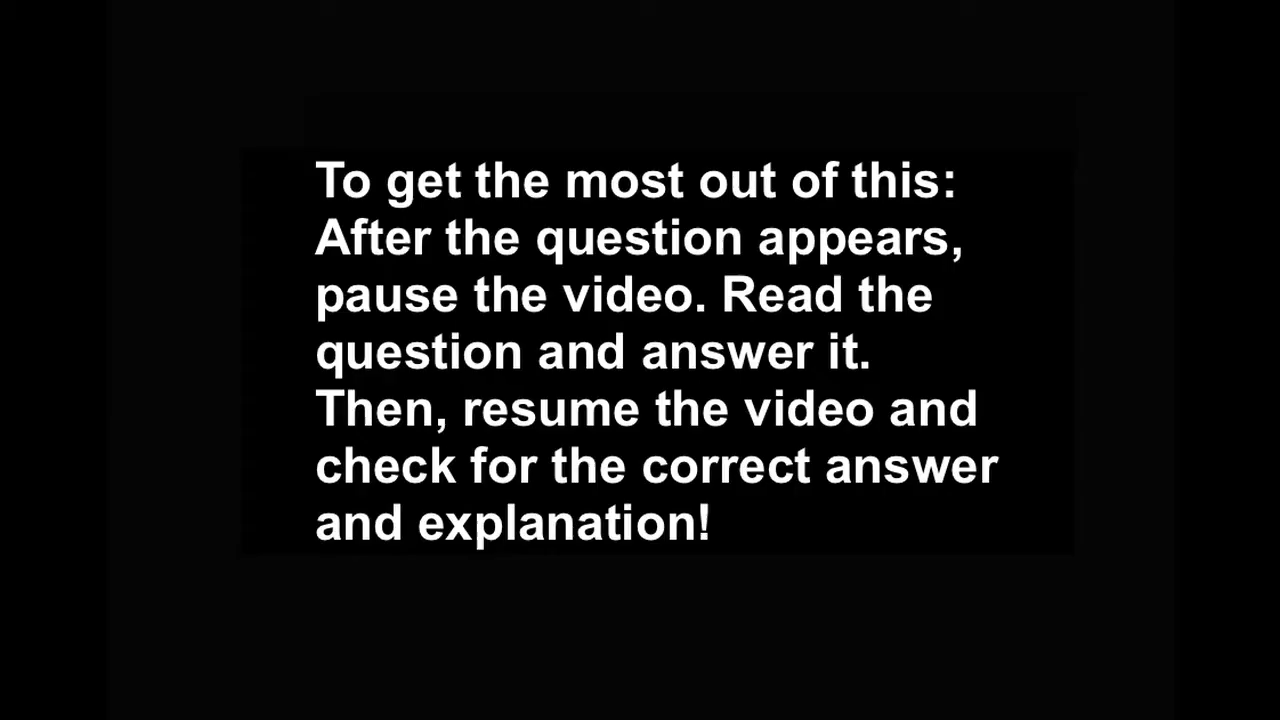 To get the most out of this:
After the question appears,
pause the video. Read the
question and answer it.
Then, resume the video and
check for the correct answer
and explanation!